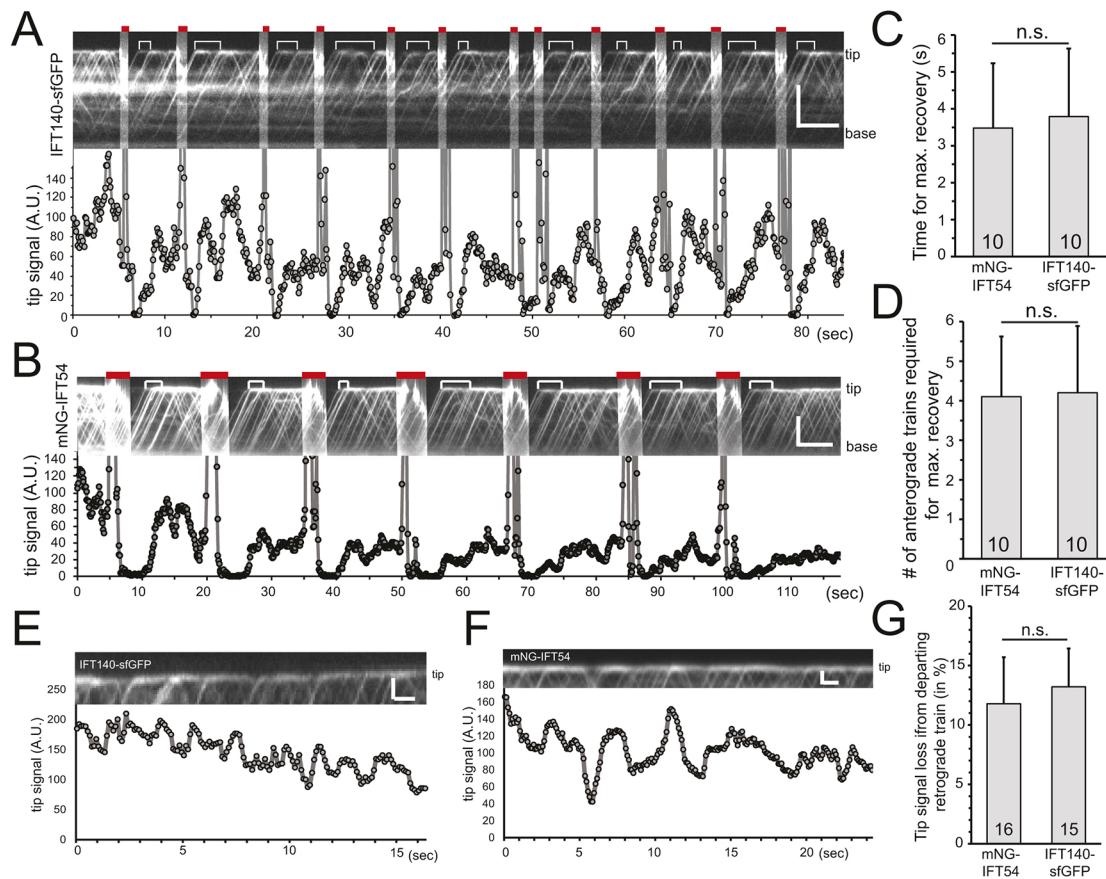 A
IFT140-sfGFP
tip
base
tip signal (A.U.)
140
120
100
80
60
40
20
0
0 10 20 30 40 50 60 70 80 (sec)
B
mNG-IFT54
tip
base
tip signal (A.U.)
140
120
100
80
60
40
20
0
0 10 20 30 40 50 60 70 80 90 100 110 (sec)
C
n.s.
Time for max. recovery (s)
6
5
4
3
2
1
0
10 10
mNG- IFT140-
IFT54 sfGFP
D
n.s.
# of anterograde trains required
for max. recovery
6
5
4
3
2
1
0
10 10
mNG- IFT140-
IFT54 sfGFP
E
IFT140-sfGFP
tip signal (A.U.)
250
200
150
100
50
0
0 5 10 15 (sec)
F
mNG-IFT54
tip
tip signal (A.U.)
180
160
140
120
100
80
60
40
20
0
0 5 10 15 20 (sec)
G
n.s.
Tip signal loss ifrom departing
retrograde train (in %)
20
15
10
5
0
16 15
mNG- IFT140-
IFT54 sfGFP